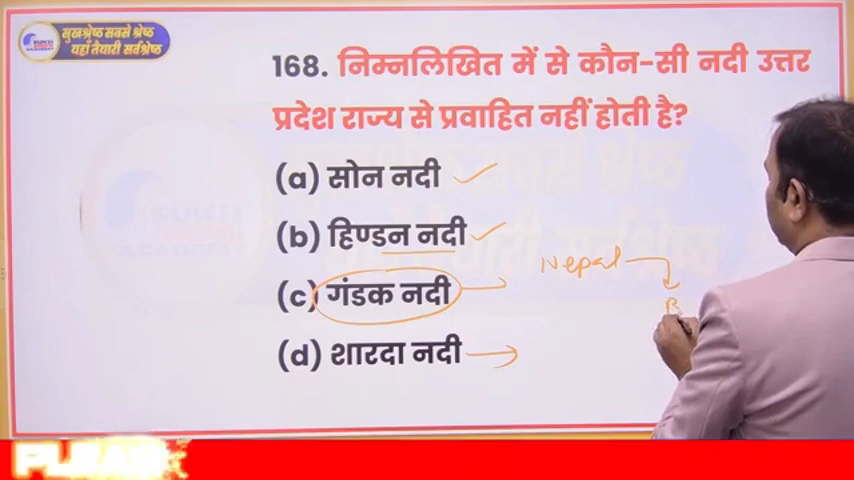 सुखश्रेष्ठ सबसे श्रेष्ठ
यहाँ तैयारी सर्वश्रेष्ठ
168. निम्नलिखित में से कौन-सी नदी उत्तर
प्रदेश राज्य से प्रवाहित नहीं होती है?
(a) सोन नदी
(b) हिण्डन नदी
(c) गंडक नदी
(d) शारदा नदी
Nepal
B